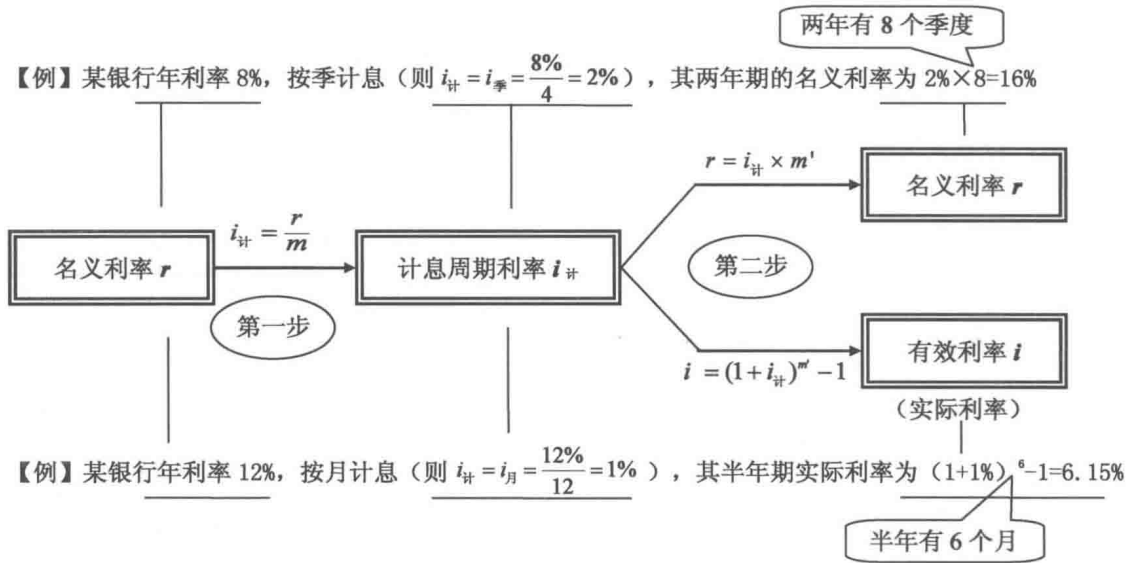 两年有 8 个季度
【例】某银行年利率 8%，按季计息（则 i计 = i季 = 8%/4 = 2%），其两年期的名义利率为 2%×8=16%
r = i计 × m'
名义利率 r
i计 = r/m
名义利率 r
计息周期利率 i计
第二步
第一步
有效利率 i
i = (1+i计)^m' −1
（实际利率）
【例】某银行年利率 12%，按月计息（则 i计 = i月 = 12%/12 = 1% ），其半年期实际利率为（1+1%）^6-1=6.15%
半年有 6 个月